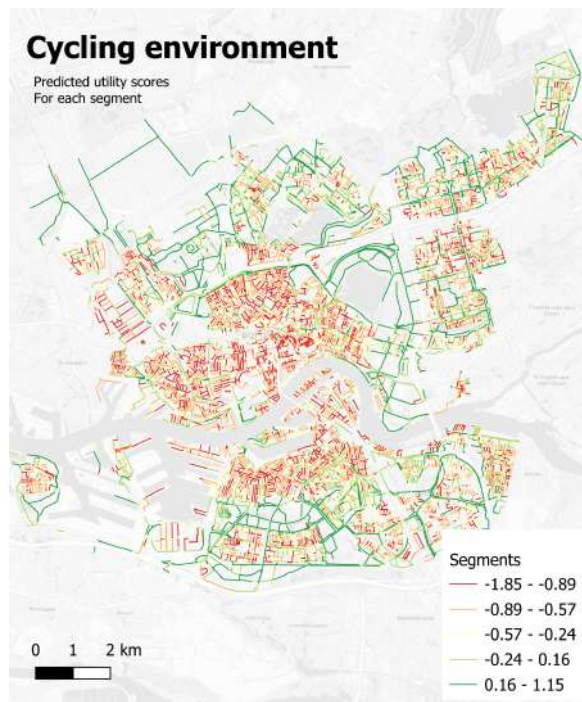 Cycling environment
Predicted utility scores
For each segment
Segments
-1.85 - -0.89
-0.89 - -0.57
-0.57 - -0.24
-0.24 - 0.16
0.16 - 1.15
0 1 2 km